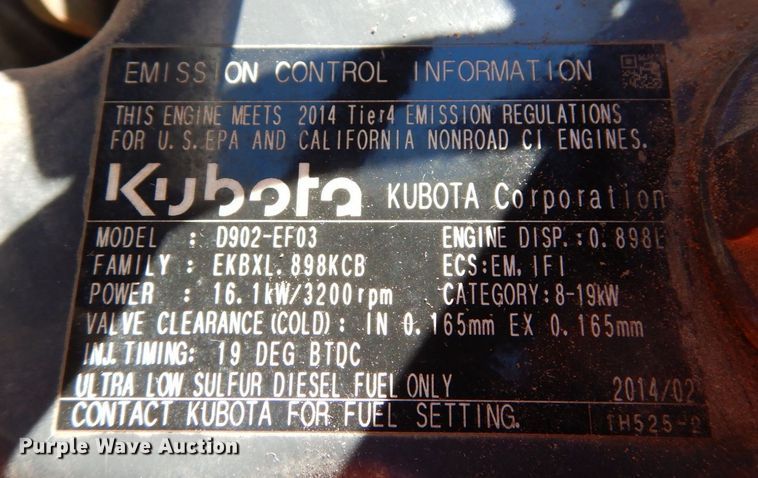 EMISSION CONTROL INFORMATION
THIS ENGINE MEETS 2014 Tier4 EMISSION REGULATIONS
FOR U.S.EPA AND CALIFORNIA NONROAD CI ENGINES.
Kubota KUBOTA Corporation
MODEL : D902-EF03 ENGINE DISP.:0.898L
FAMILY : EKBXL.898KCB ECS:EM,IFI
POWER : 16.1kW/3200rpm CATEGORY:8-19kW
VALVE CLEARANCE(COLD): IN 0.165mm EX 0.165mm
INJ.TIMING: 19 DEG BTDC
ULTRA LOW SULFUR DIESEL FUEL ONLY 2014/02
CONTACT KUBOTA FOR FUEL SETTING. TH525-2
Purple Wave Auction